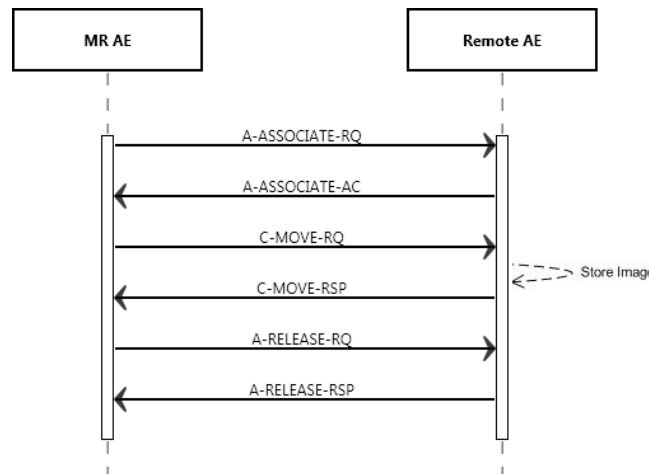 MR AE
Remote AE
A-ASSOCIATE-RQ
A-ASSOCIATE-AC
C-MOVE-RQ
Store Image
C-MOVE-RSP
A-RELEASE-RQ
A-RELEASE-RSP